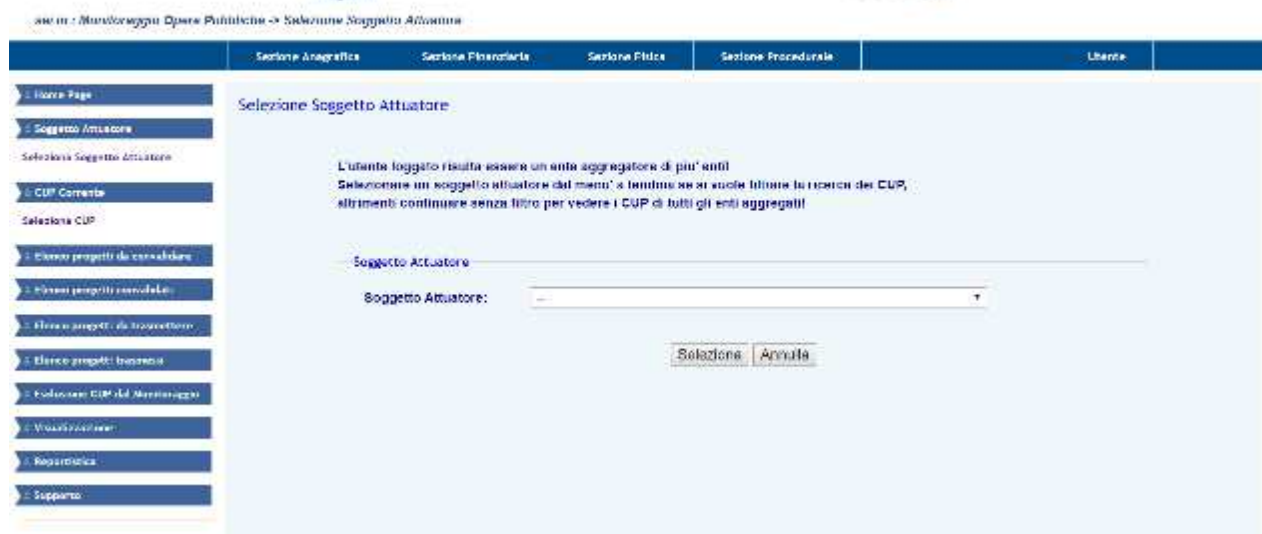 sei in : Monitoraggio Opere Pubbliche -> Selezione Soggetto Attuatore
Sezione Anagrafica Sezione Finanziaria Sezione Fisica Sezione Procedurale Utente
:: Home Page
:: Soggetto Attuatore
Seleziona Soggetto Attuatore
:: CUP Corrente
Seleziona CUP
:: Elenco progetti da convalidare
:: Elenco progetti convalidati
:: Elenco progetti da trasmettere
:: Elenco progetti trasmessi
:: Esclusione CUP dal Monitoraggio
:: Visualizzazione
:: Reportistica
:: Supporto
Selezione Soggetto Attuatore
L'utente loggato risulta essere un ente aggregatore di piu' enti!
Selezionare un soggetto attuatore dal menu' a tendina se si vuole filtrare la ricerca dei CUP,
altrimenti continuare senza filtro per vedere i CUP di tutti gli enti aggregati!
Soggetto Attuatore
Soggetto Attuatore: ...
Selezione Annulla